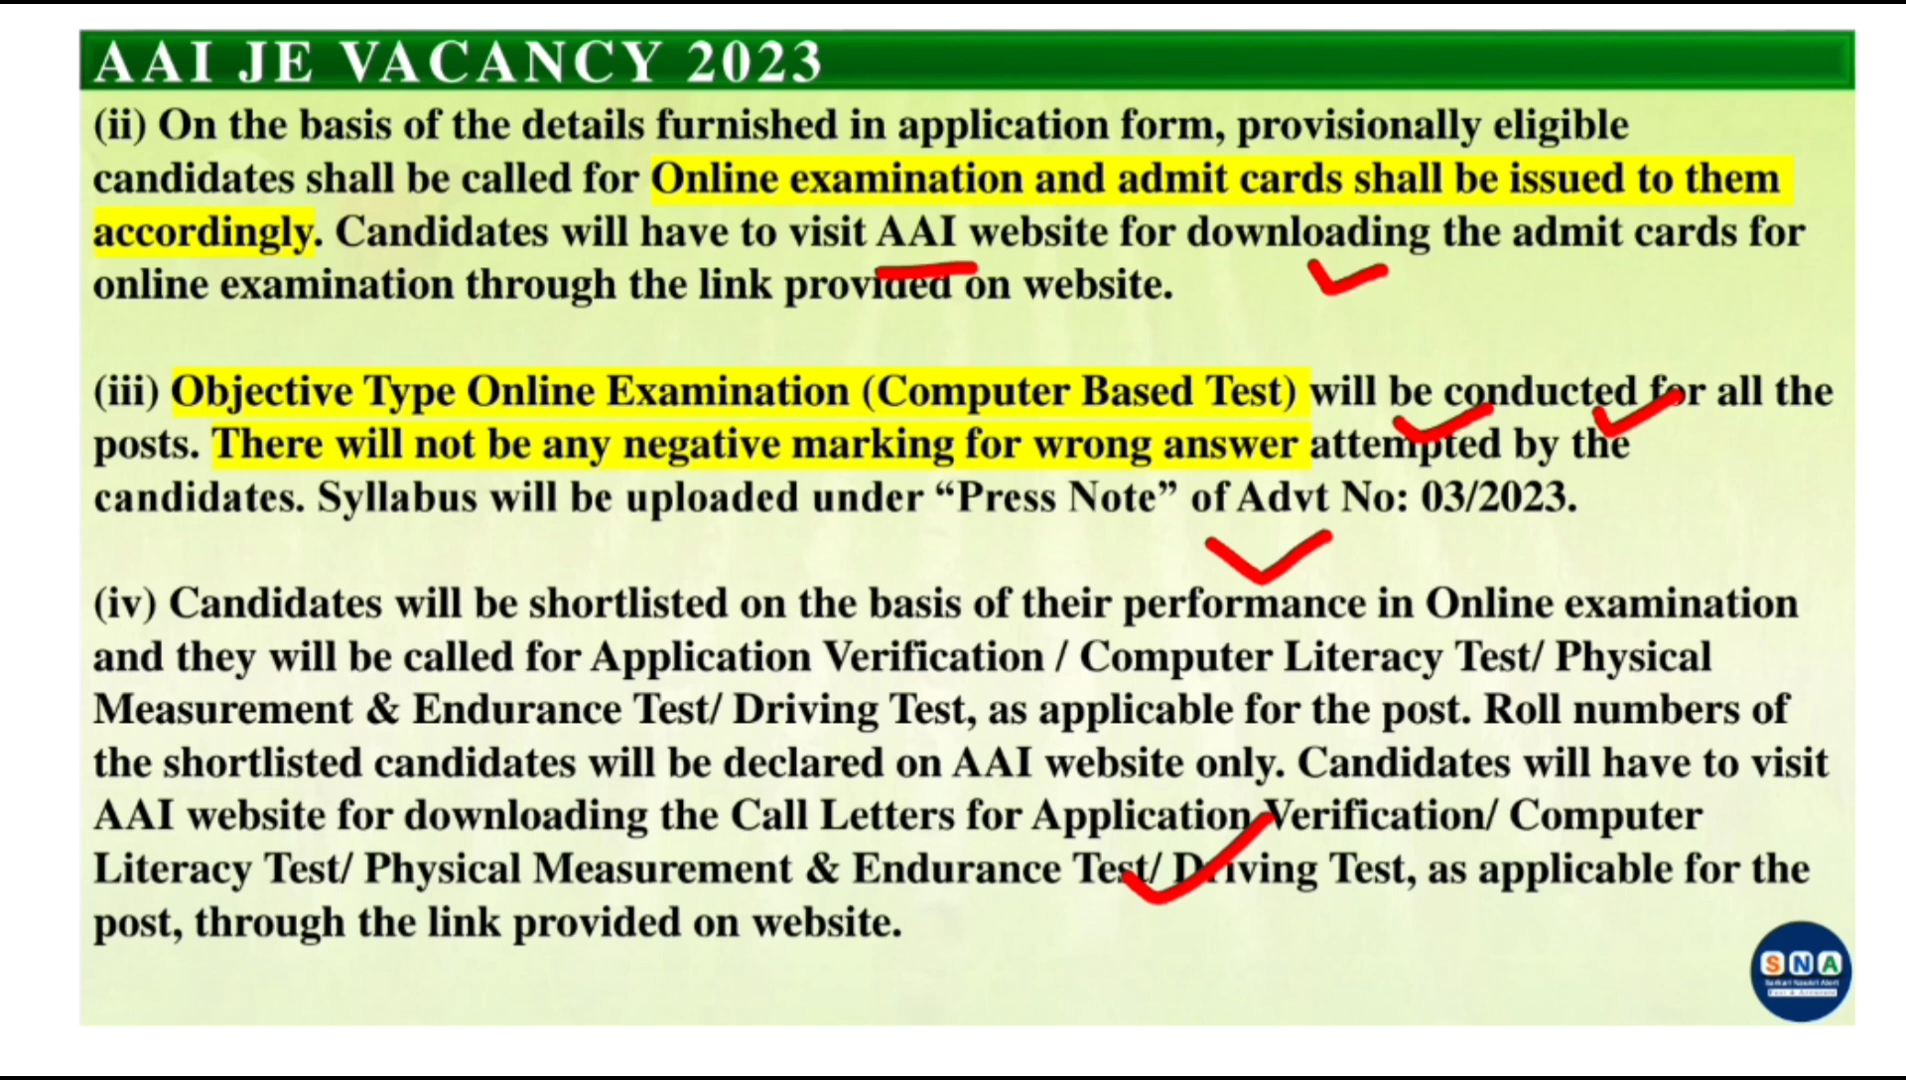 AAI JE VACANCY 2023
(ii) On the basis of the details furnished in application form, provisionally eligible
candidates shall be called for Online examination and admit cards shall be issued to them
accordingly. Candidates will have to visit AAI website for downloading the admit cards for
online examination through the link provided on website.
(iii) Objective Type Online Examination (Computer Based Test) will be conducted for all the
posts. There will not be any negative marking for wrong answer attempted by the
candidates. Syllabus will be uploaded under “Press Note” of Advt No: 03/2023.
(iv) Candidates will be shortlisted on the basis of their performance in Online examination
and they will be called for Application Verification / Computer Literacy Test/ Physical
Measurement & Endurance Test/ Driving Test, as applicable for the post. Roll numbers of
the shortlisted candidates will be declared on AAI website only. Candidates will have to visit
AAI website for downloading the Call Letters for Application Verification/ Computer
Literacy Test/ Physical Measurement & Endurance Test/ Driving Test, as applicable for the
post, through the link provided on website.
SNA
Sarkari Naukri Alert